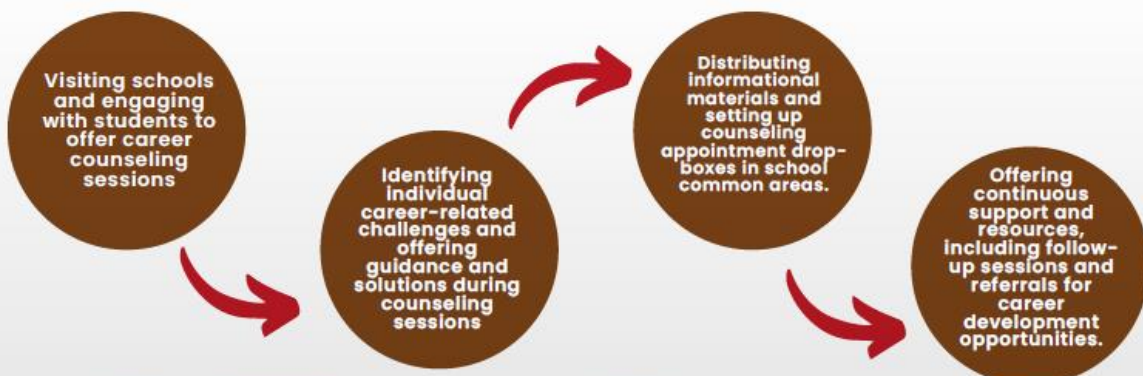 Visiting schools
and engaging
with students to
offer career
counseling
sessions
Identifying
individual
career-related
challenges and
offering
guidance and
solutions during
counseling
sessions
Distributing
informational
materials and
setting up
counseling
appointment drop-
boxes in school
common areas.
Offering
continuous
support and
resources,
including follow-
up sessions and
referrals for
career
development
opportunities.